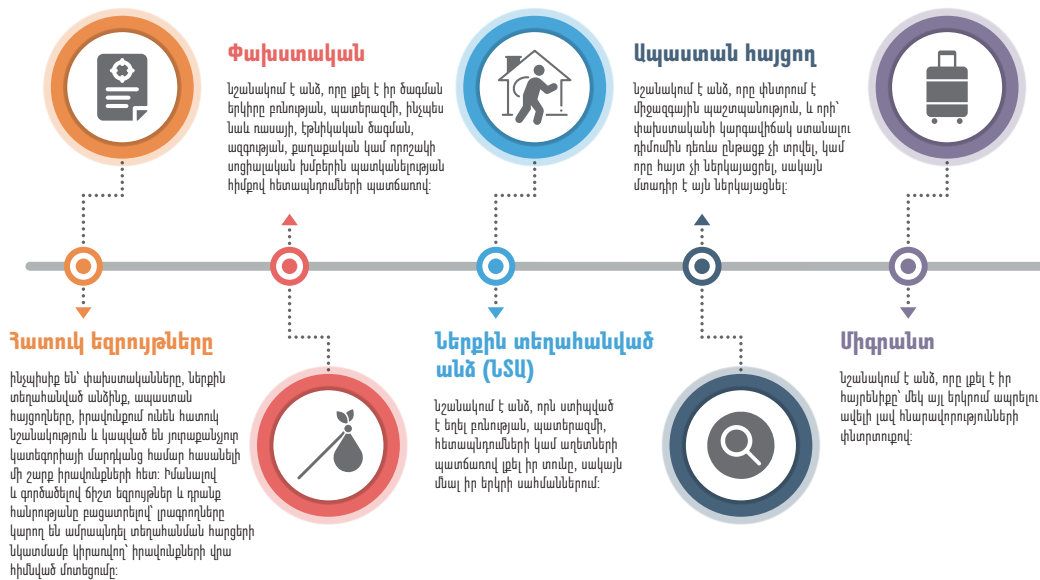 Փախստական
նշանակում է անձ, որը լքել է իր ծագման
երկիրը բռնության, պատերազմի, ինչպես
նաև ռասայի, էթնիկական ծագման,
ազգության, քաղաքական կամ որոշակի
սոցիալական խմբերին պատկանելության
հիմքով հետապնդումների պատճառով:
Ապաստան հայցող
նշանակում է անձ, որը փնտրում է
միջազգային պաշտպանություն, և որի՝
փախստականի կարգավիճակ ստանալու
դիմումին դեռևս ընթացք չի տրվել, կամ
որը հայտ չի ներկայացրել, սակայն
մտադիր է այն ներկայացնել:
Հատուկ եզրույթները
ինչպիսիք են՝ փախստականները, ներքին
տեղահանված անձինք, ապաստան
հայցողները, իրավունքում ունեն հատուկ
նշանակություն և կապված են յուրաքանչյուր
կատեգորիայի մարդկանց համար հասանելի
մի շարք իրավունքների հետ: Իմանալով
և գործածելով ճիշտ եզրույթներ և դրանք
հանրությանը բացատրելով՝ լրագրողները
կարող են ամրապնդել տեղահանման հարցերի
նկատմամբ կիրառվող՝ իրավունքների վրա
հիմնված մոտեցումը:
Ներքին տեղահանված
անձ (ՆՏԱ)
նշանակում է անձ, որն ստիպված
է եղել բռնության, պատերազմի,
հետապնդումների կամ աղետների
պատճառով լքել իր տունը, սակայն
մնալ իր երկրի սահմաններում:
Միգրանտ
նշանակում է անձ, որը լքել է իր
հայրենիքը՝ մեկ այլ երկրում ապրելու
ավելի լավ հնարավորությունների
փնտրտուքով: